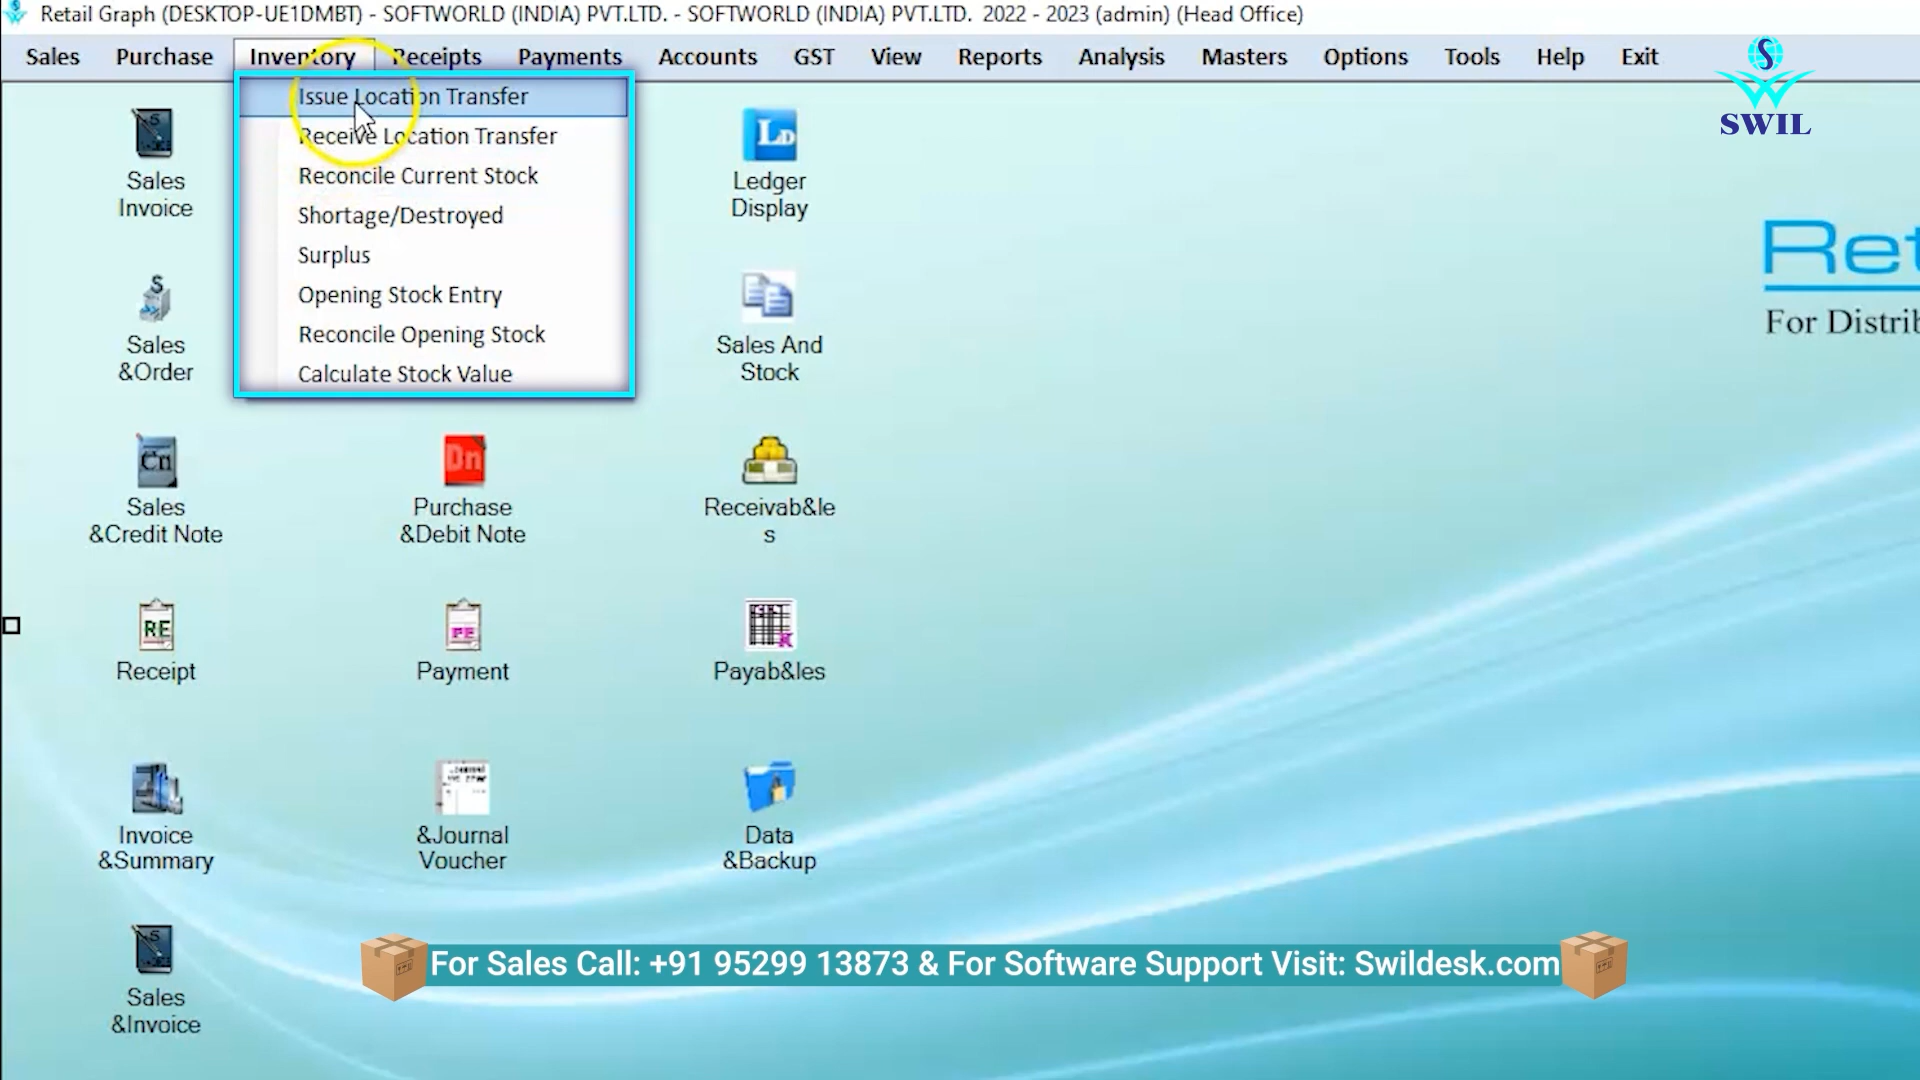 Retail Graph (DESKTOP-UE1DMBT) - SOFTWORLD (INDIA) PVT.LTD. - SOFTWORLD (INDIA) PVT.LTD. 2022 - 2023 (admin) (Head Office)
Sales Purchase Inventory Receipts Payments Accounts GST View Reports Analysis Masters Options Tools Help Exit
Issue Location Transfer
Receive Location Transfer
Reconcile Current Stock
Shortage/Destroyed
Surplus
Opening Stock Entry
Reconcile Opening Stock
Calculate Stock Value
S
SWIL
S
Sales
Invoice
LD
Ledger
Display
Ret
For Distrib
S
Sales
&Order
Sales And
Stock
Cn
Sales
&Credit Note
Dn
Purchase
&Debit Note
Receivab&le
s
RE
Receipt
PE
Payment
K
Payab&les
Invoice
&Summary
&Journal
Voucher
Data
&Backup
For Sales Call: +91 95299 13873 & For Software Support Visit: Swildesk.com
S
Sales
&Invoice